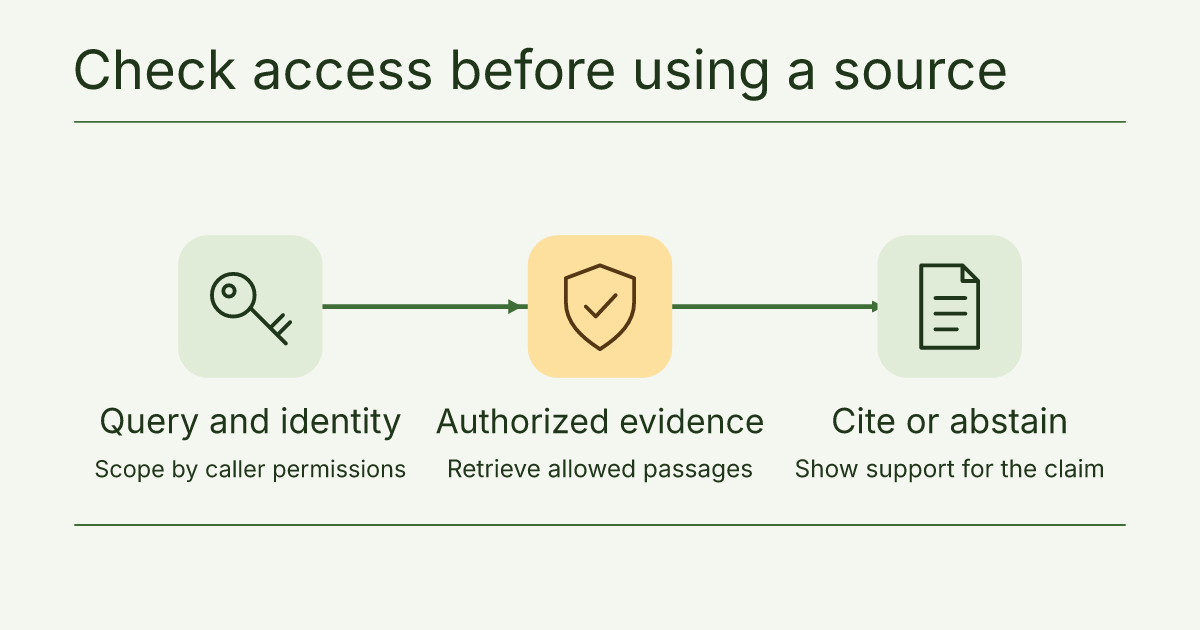 Check access before using a source
Query and identity
Scope by caller permissions
Authorized evidence
Retrieve allowed passages
Cite or abstain
Show support for the claim